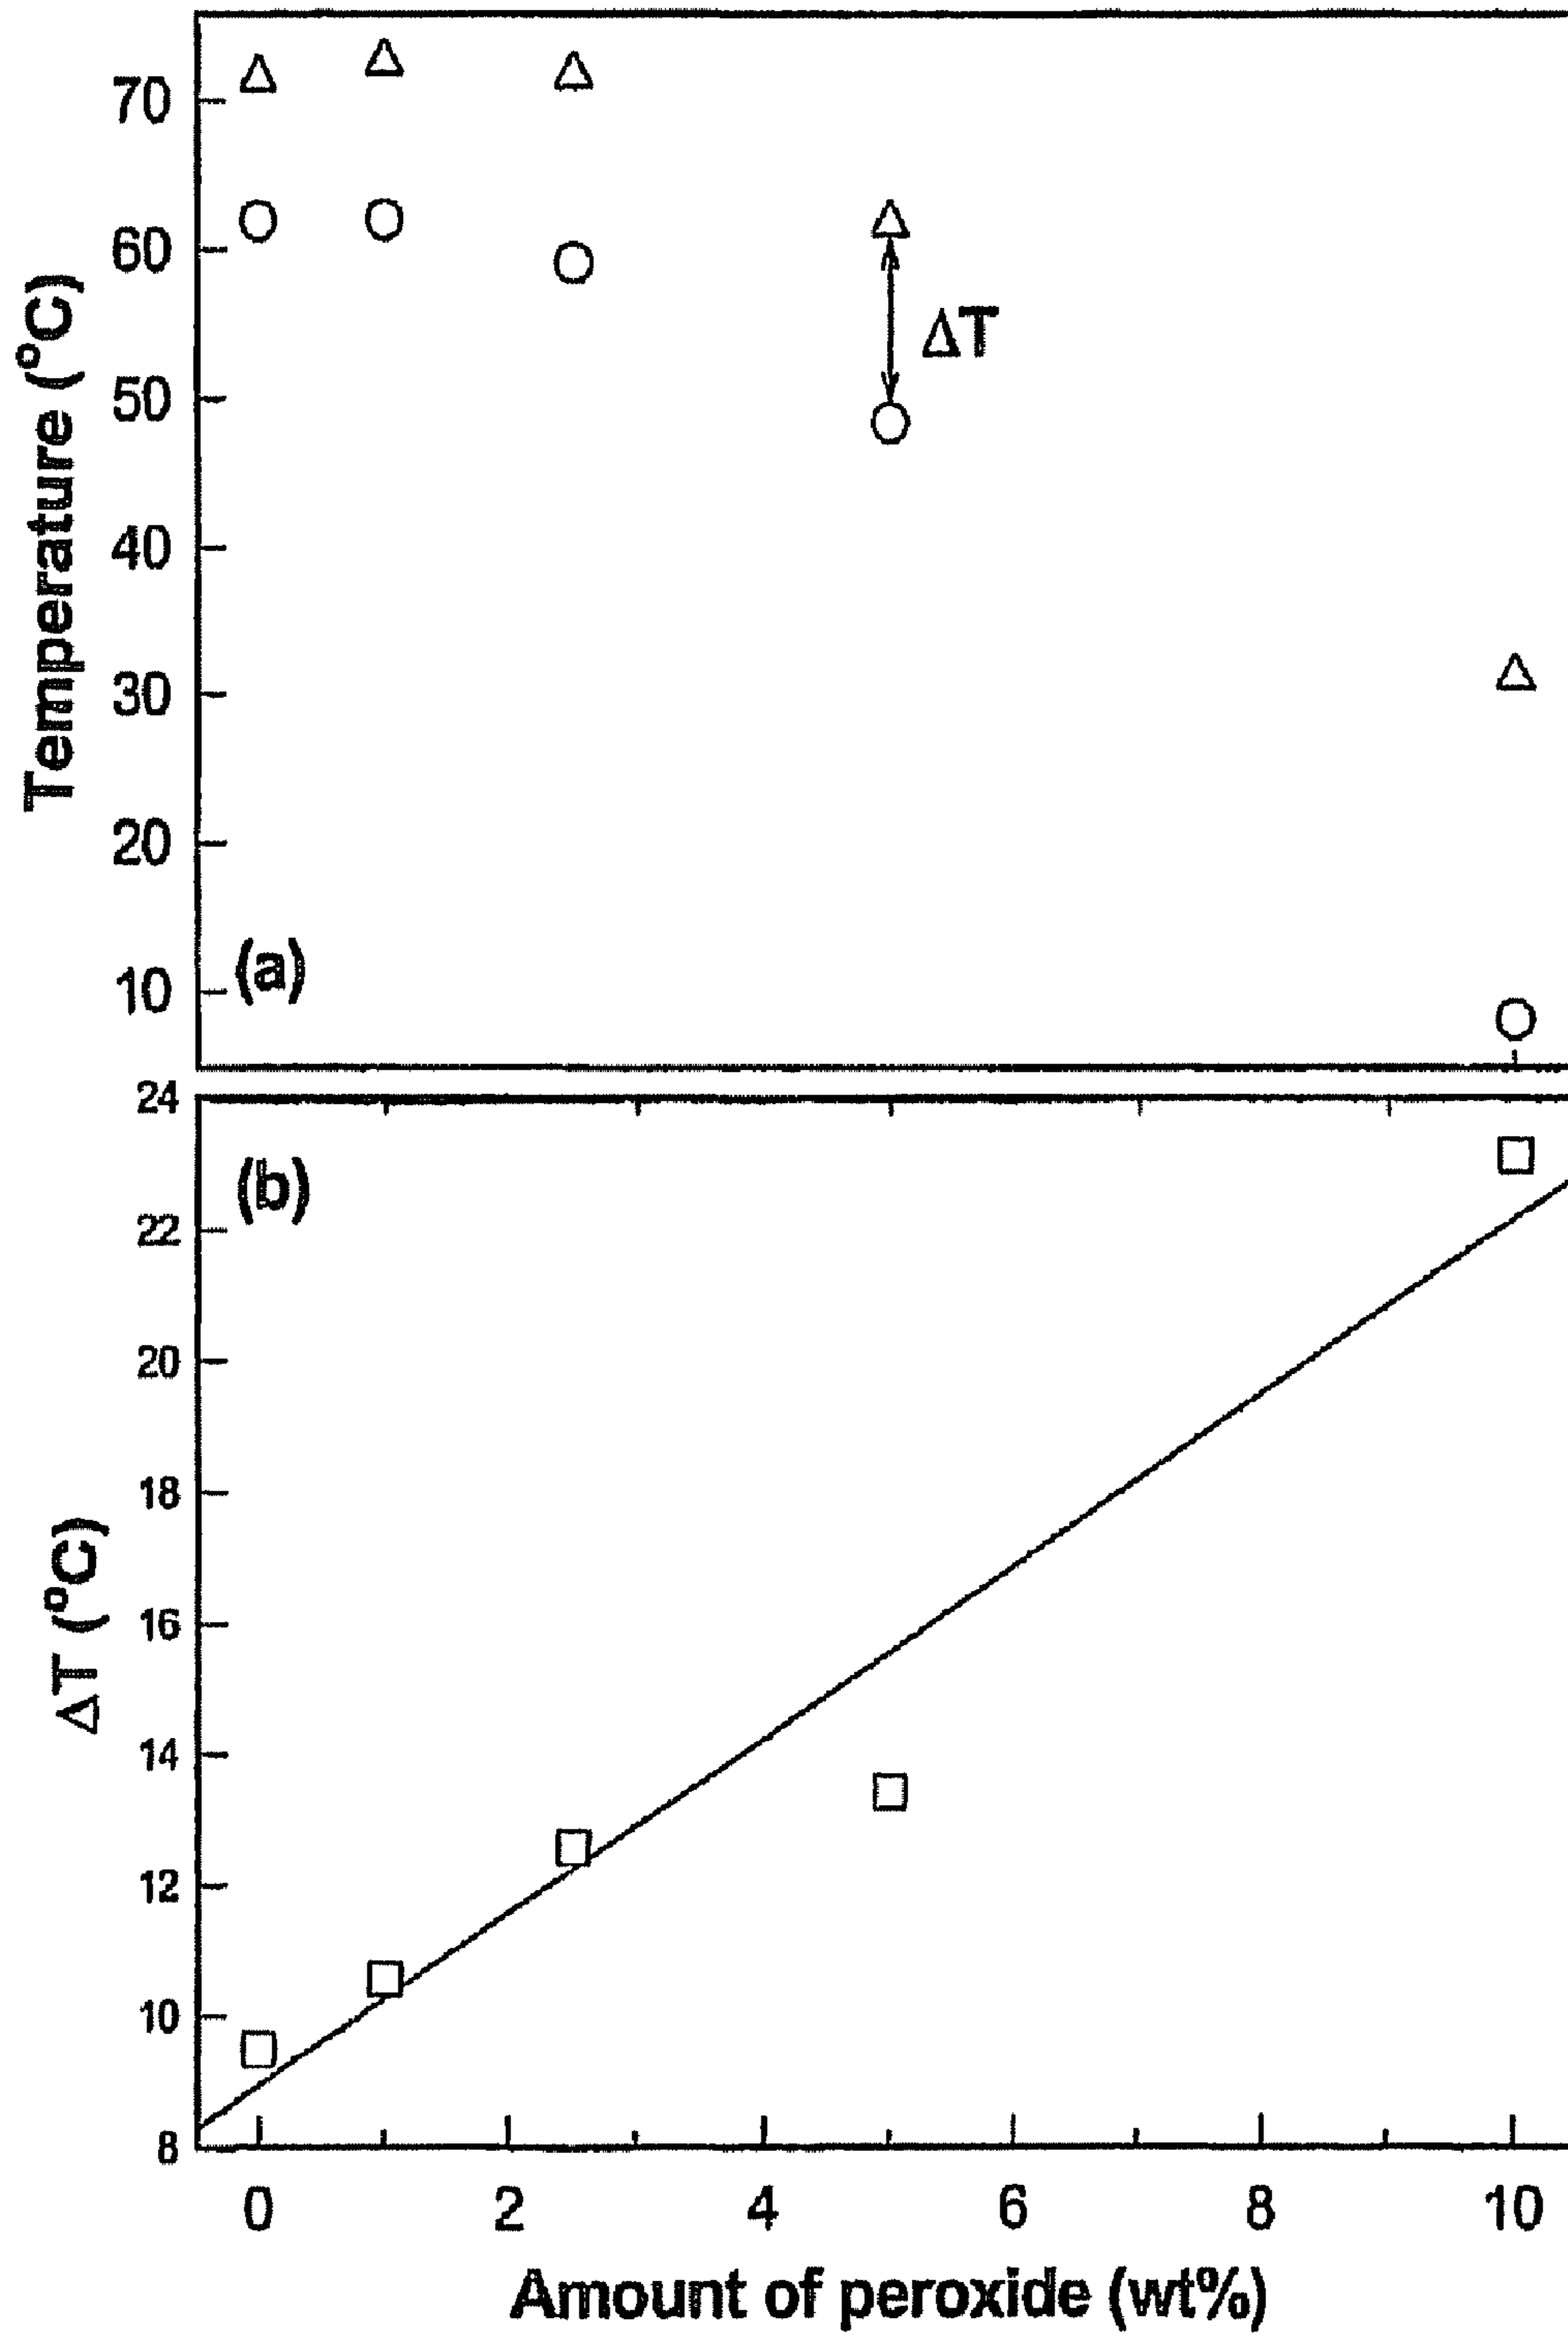 Temperature (°C)
70
60
50
40
30
20
10
ΔT
(a)
ΔT (°C)
24
22
20
18
16
14
12
10
8
(b)
0 2 4 6 8 10
Amount of peroxide (wt%)